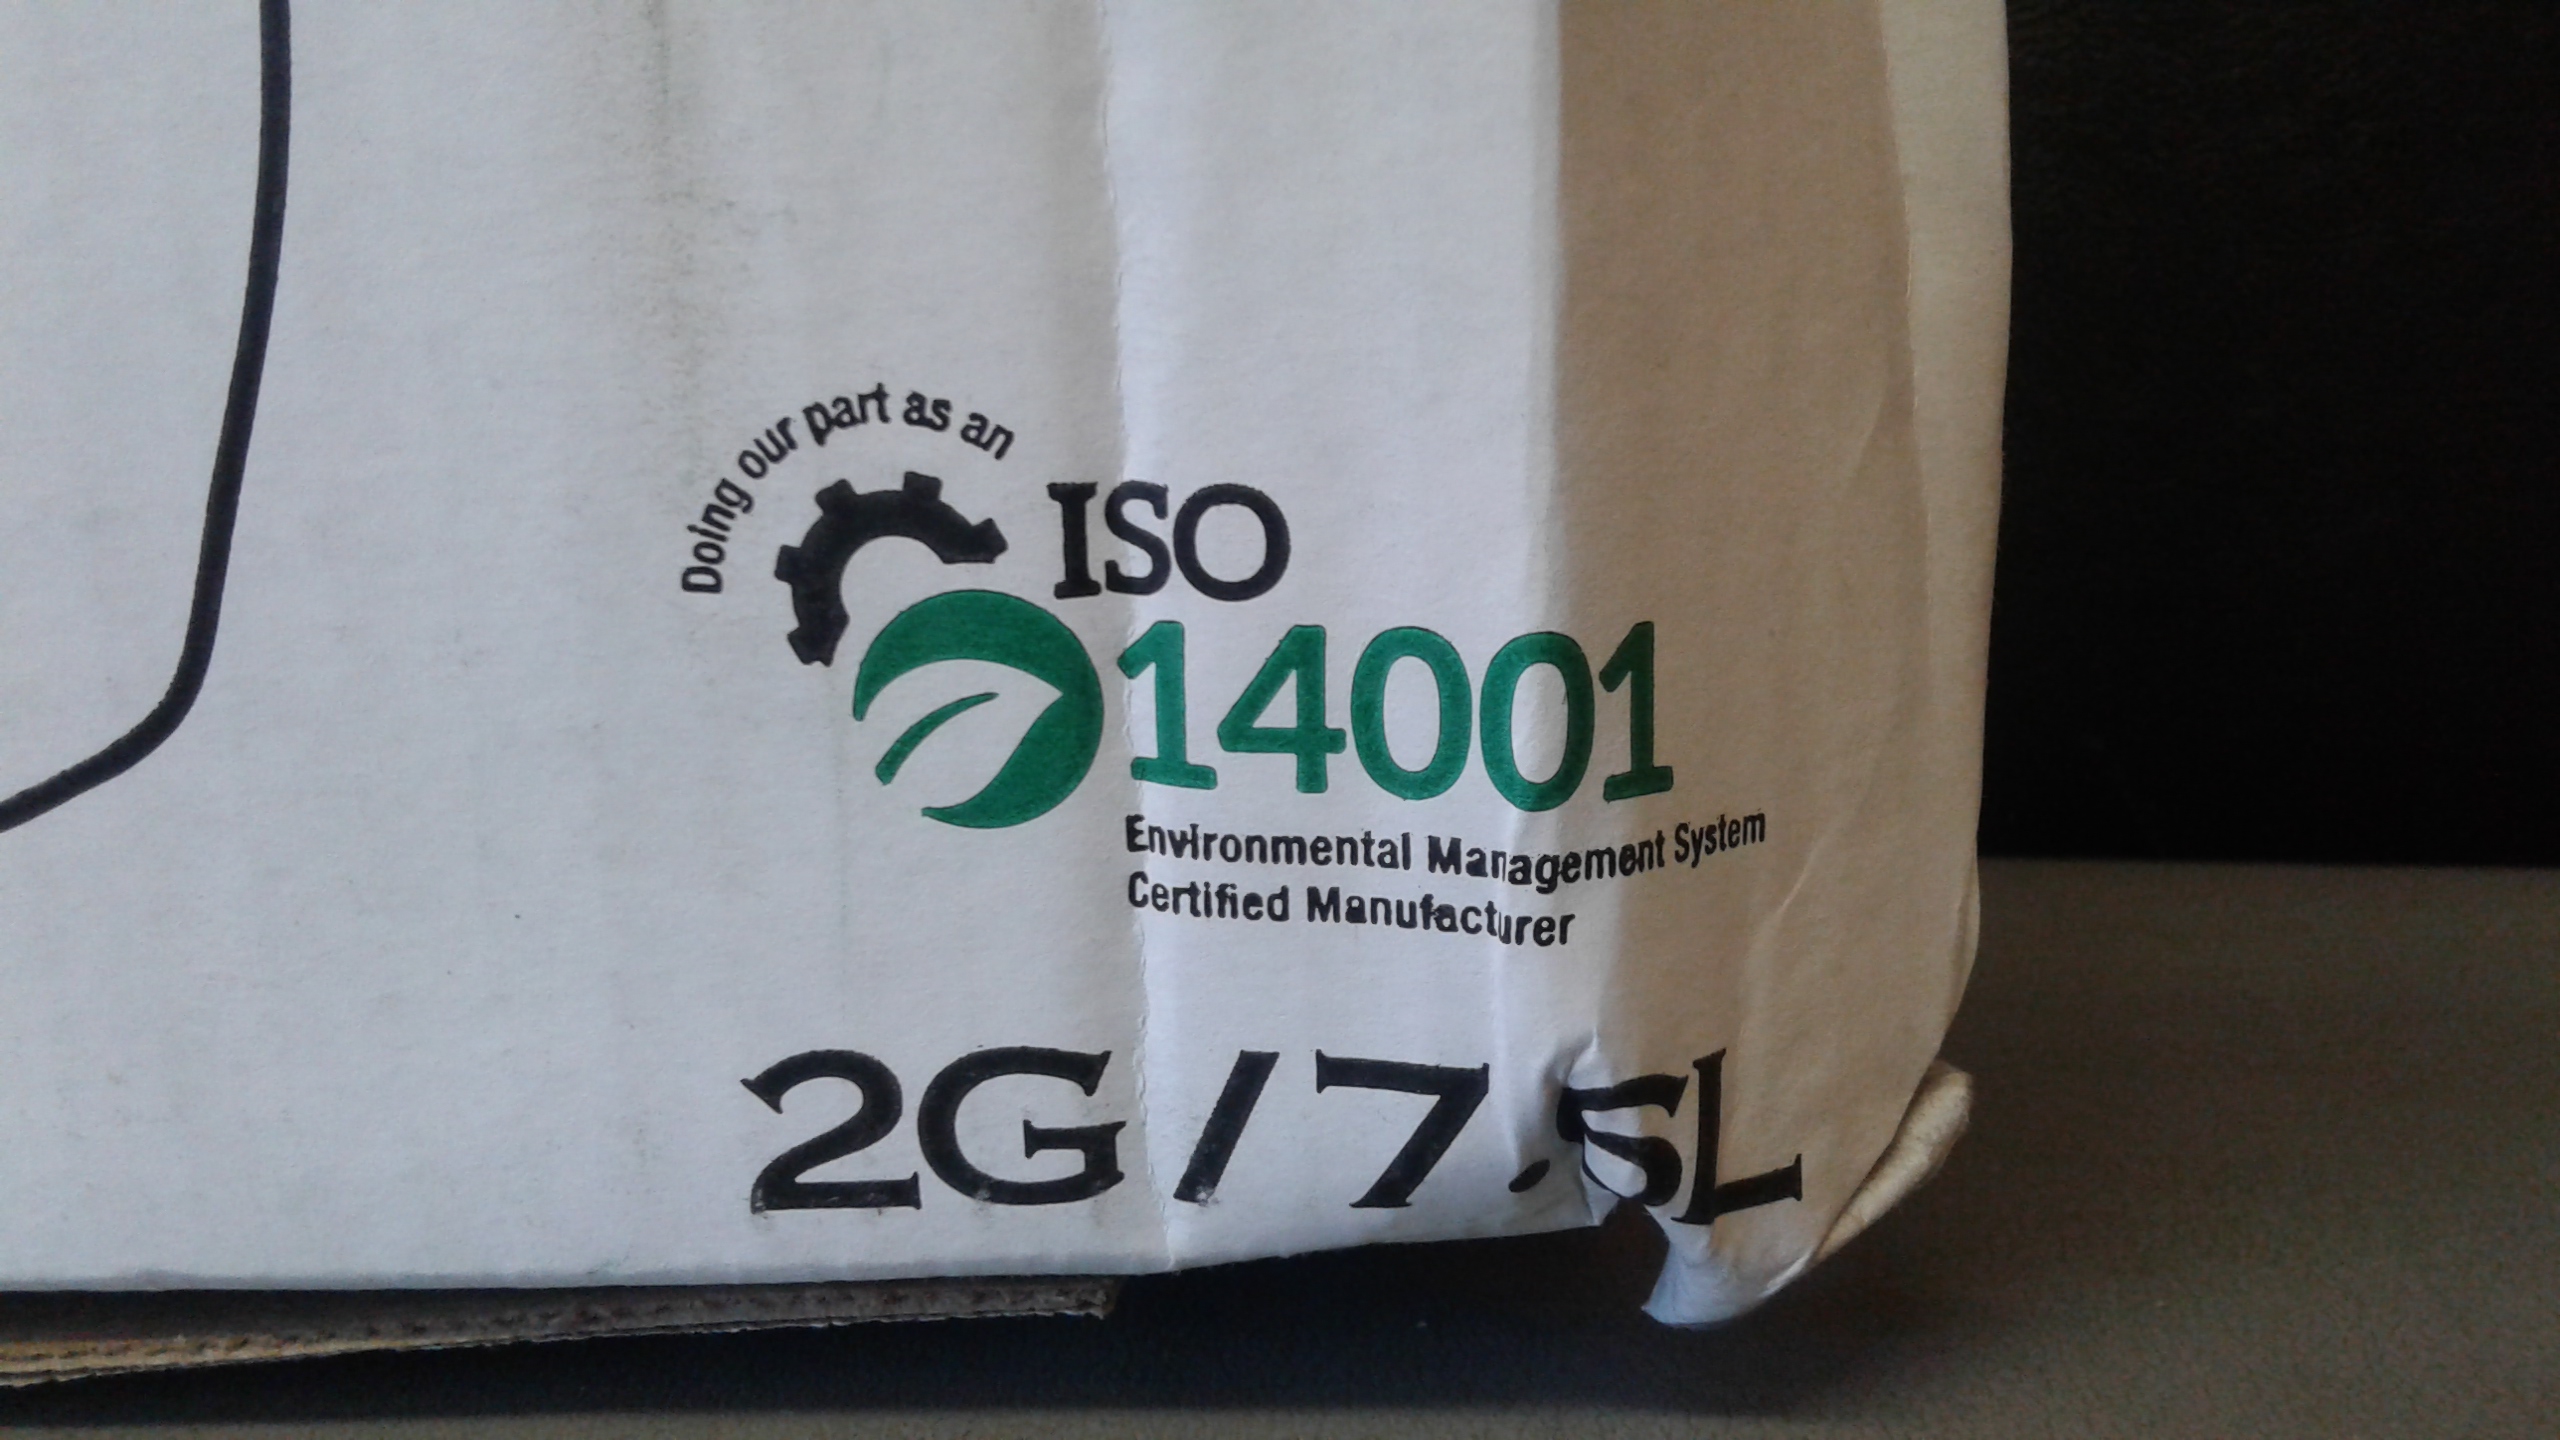 Doing our part as an
ISO
14001
Environmental Management System
Certified Manufacturer
2G/7.5L